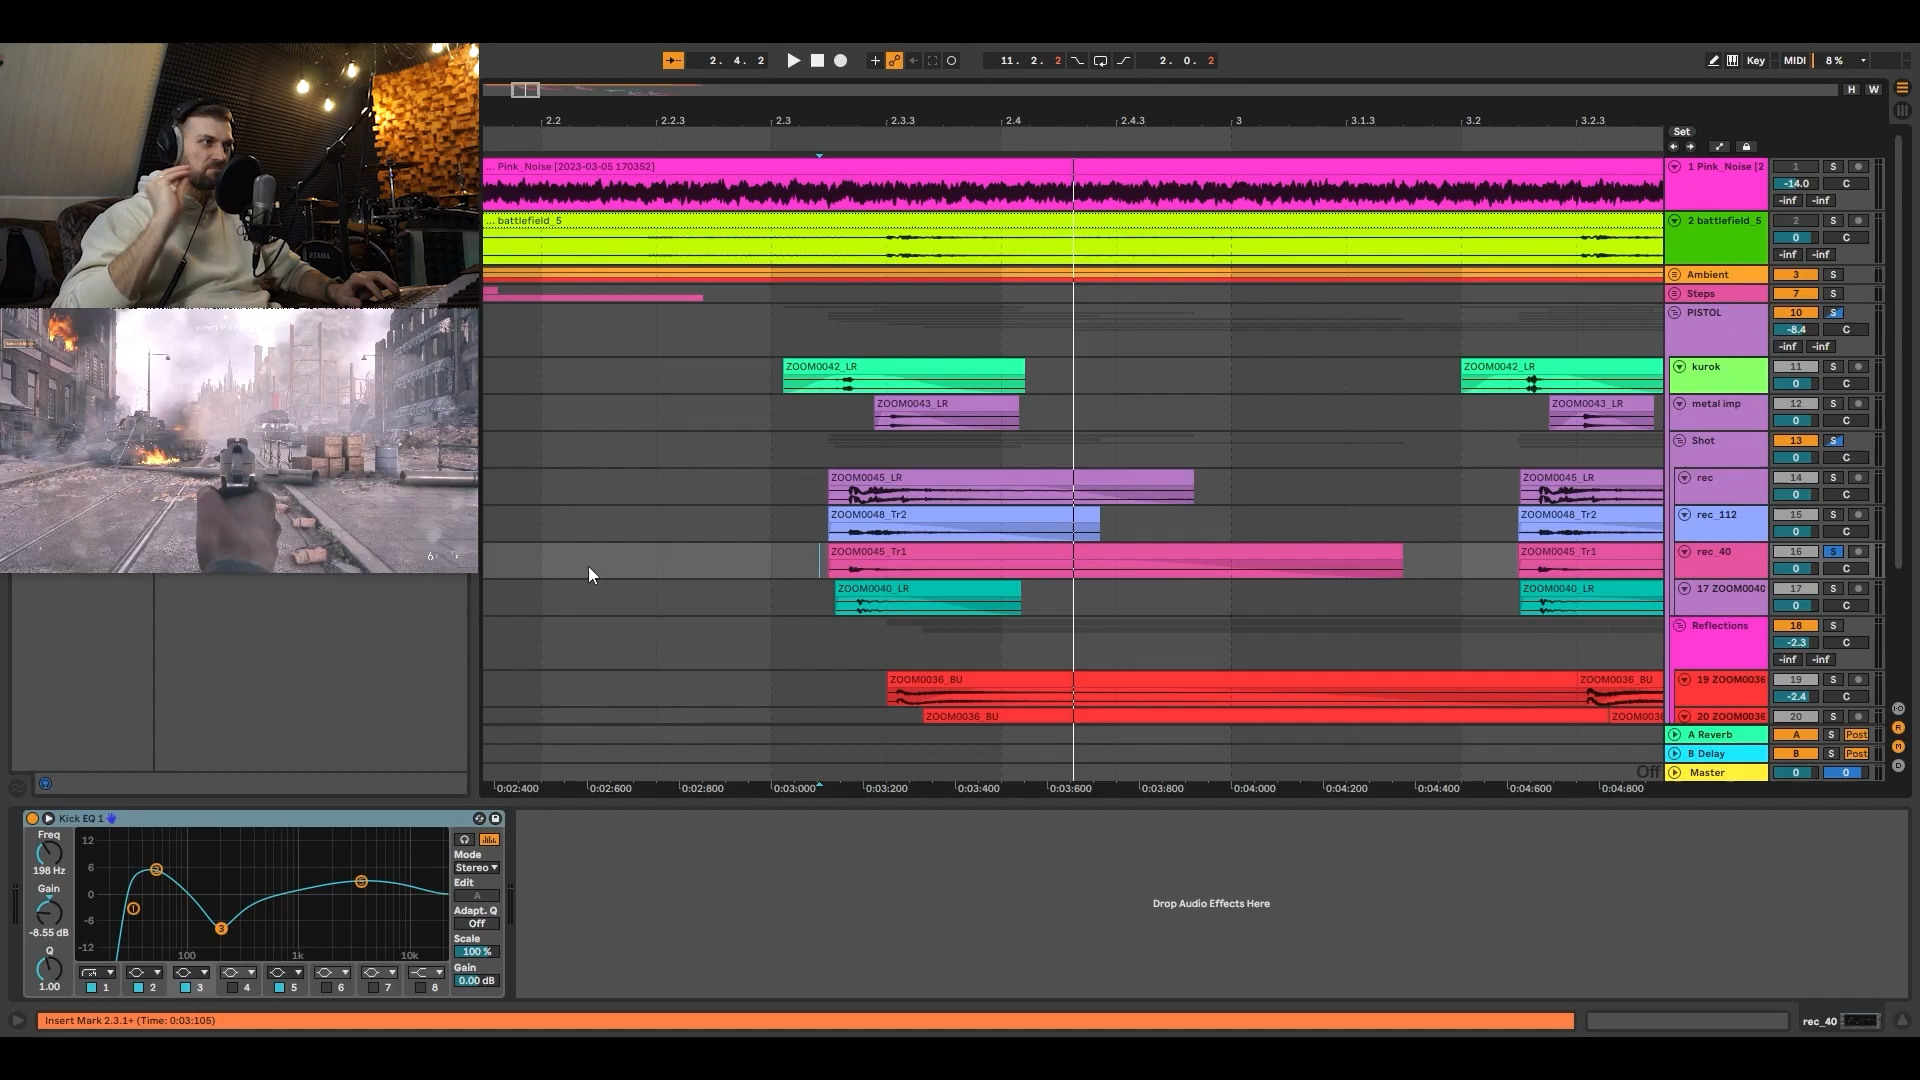 2. 4. 2
11. 2. 2
2. 0. 2
Key
MIDI
8 %
H
W
2.2
2.2.3
2.3
2.3.3
2.4
2.4.3
3
3.1.3
3.2
3.2.3
Set
... Pink_Noise [2023-03-05 170352]
1 Pink_Noise [2
1
S
-14.0
C
-inf
-inf
... battlefield_5
2 battlefield_5
2
S
0
C
-inf
-inf
Ambient
3
S
Steps
7
S
PISTOL
10
S
-8.4
C
-inf
-inf
ZOOM0042_LR
ZOOM0042_LR
kurok
11
S
0
C
ZOOM0043_LR
ZOOM0043_LR
metal imp
12
S
0
C
Shot
13
S
0
C
ZOOM0045_LR
ZOOM0045_LR
rec
14
S
0
C
ZOOM0048_Tr2
ZOOM0048_Tr2
rec_112
15
S
0
C
ZOOM0045_Tr1
ZOOM0045_Tr1
rec_40
16
S
0
C
ZOOM0040_LR
ZOOM0040_LR
17 ZOOM0040
17
S
0
C
Reflections
18
S
-2.3
C
-inf
-inf
ZOOM0036_BU
ZOOM0036_BU
19 ZOOM0036
19
S
-2.4
C
ZOOM0036_BU
ZOOM0036
20 ZOOM0036
20
S
A Reverb
A
S
Post
B Delay
B
S
Post
Off
Master
0
0
0:02:400
0:02:600
0:02:800
0:03:000
0:03:200
0:03:400
0:03:600
0:03:800
0:04:000
0:04:200
0:04:400
0:04:600
0:04:800
Kick EQ 1
Freq
198 Hz
Gain
-8.55 dB
Q
1.00
12
6
0
-6
-12
100
1k
10k
1
2
3
5
1
2
3
4
5
6
7
8
Mode
Stereo
Edit
A
Adapt. Q
Off
Scale
100 %
Gain
0.00 dB
Drop Audio Effects Here
Insert Mark 2.3.1+ (Time: 0:03:105)
rec_40